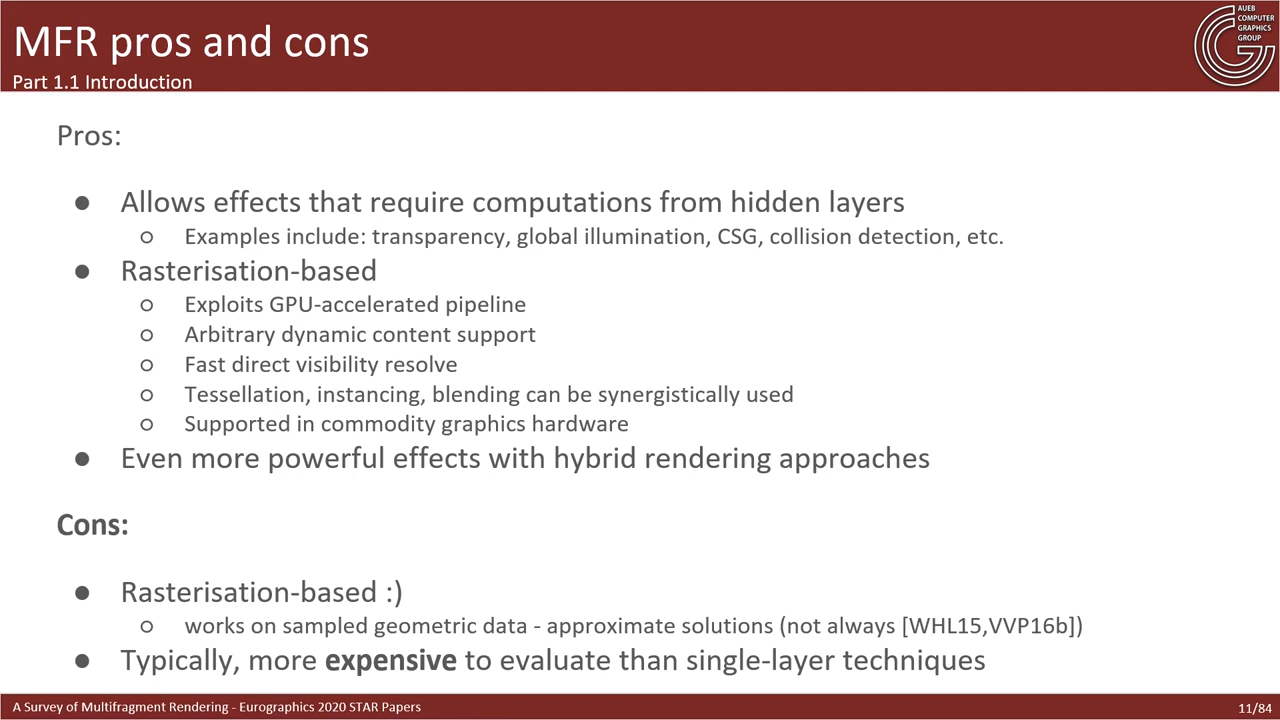 MFR pros and cons
Part 1.1 Introduction
AUEB
COMPUTER
GRAPHICS
GROUP
Pros:
● Allows effects that require computations from hidden layers
○ Examples include: transparency, global illumination, CSG, collision detection, etc.
● Rasterisation-based
○ Exploits GPU-accelerated pipeline
○ Arbitrary dynamic content support
○ Fast direct visibility resolve
○ Tessellation, instancing, blending can be synergistically used
○ Supported in commodity graphics hardware
● Even more powerful effects with hybrid rendering approaches
Cons:
● Rasterisation-based :)
○ works on sampled geometric data - approximate solutions (not always [WHL15,VVP16b])
● Typically, more expensive to evaluate than single-layer techniques
A Survey of Multifragment Rendering - Eurographics 2020 STAR Papers
11/84